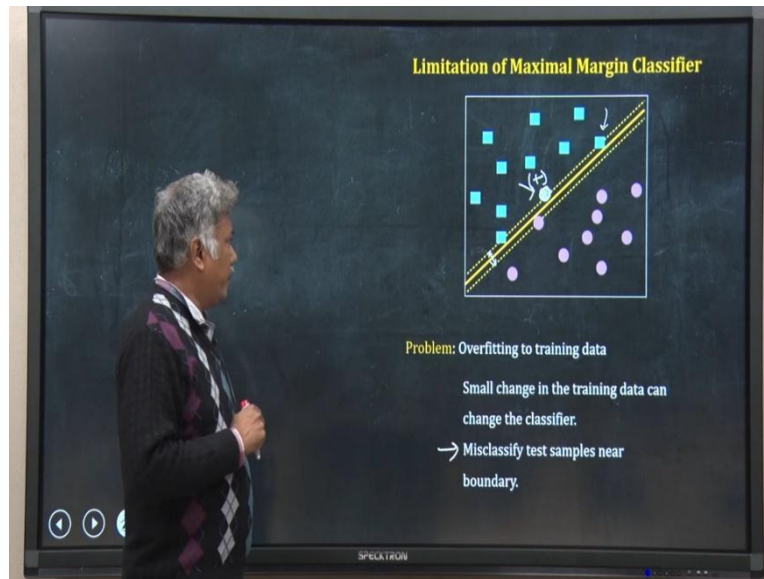 Limitation of Maximal Margin Classifier
(+)
Problem: Overfitting to training data
Small change in the training data can
change the classifier.
→ Misclassify test samples near
boundary.
SPECKTRON